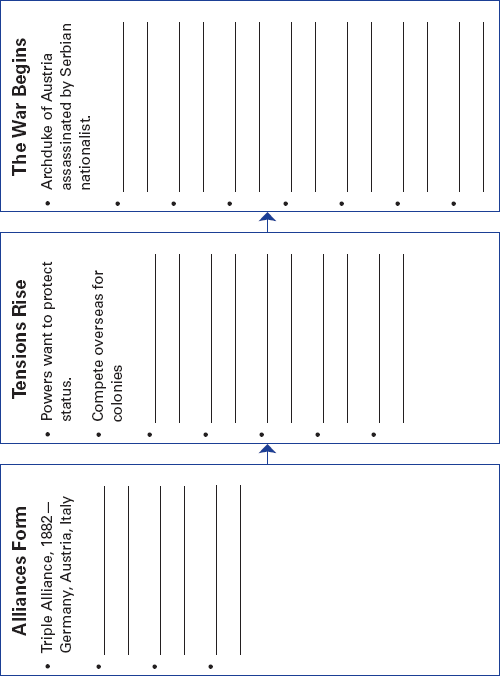 Alliances Form
• Triple Alliance, 1882—
Germany, Austria, Italy
•
•
•
Tensions Rise
• Powers want to protect
status.
• Compete overseas for
colonies
•
•
•
•
•
The War Begins
• Archduke of Austria
assassinated by Serbian
nationalist.
•
•
•
•
•
•
•